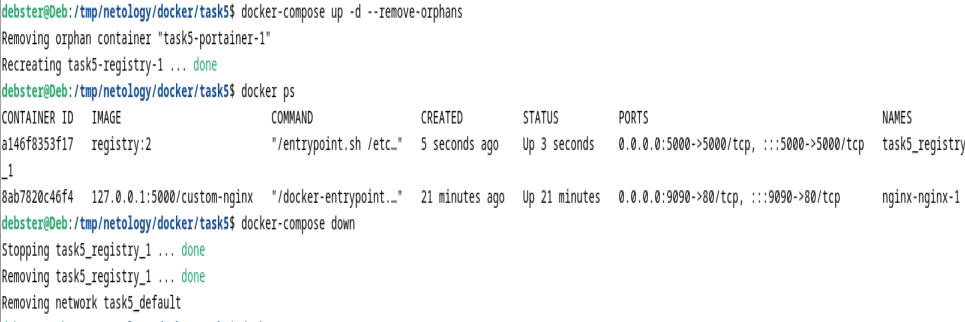 debster@Deb:/tmp/netology/docker/task5$ docker-compose up -d --remove-orphans
Removing orphan container "task5-portainer-1"
Recreating task5-registry-1 ... done
debster@Deb:/tmp/netology/docker/task5$ docker ps
CONTAINER ID   IMAGE                          COMMAND                  CREATED          STATUS          PORTS                                       NAMES
a146f8353f17   registry:2                     "/entrypoint.sh /etc…"   5 seconds ago    Up 3 seconds    0.0.0.0:5000->5000/tcp, :::5000->5000/tcp   task5_registry
_1
8ab7820c46f4   127.0.0.1:5000/custom-nginx   "/docker-entrypoint.…"   21 minutes ago   Up 21 minutes   0.0.0.0:9090->80/tcp, :::9090->80/tcp       nginx-nginx-1
debster@Deb:/tmp/netology/docker/task5$ docker-compose down
Stopping task5_registry_1 ... done
Removing task5_registry_1 ... done
Removing network task5_default